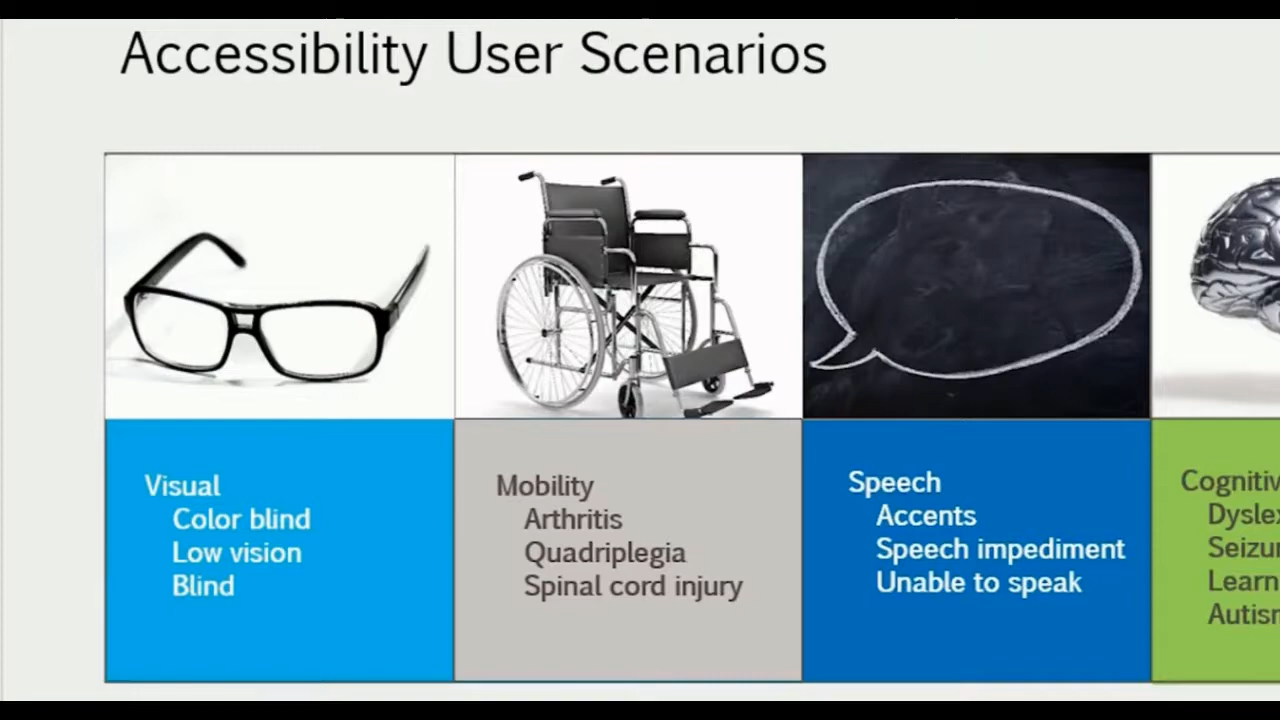 Accessibility User Scenarios
Visual
Color blind
Low vision
Blind
Mobility
Arthritis
Quadriplegia
Spinal cord injury
Speech
Accents
Speech impediment
Unable to speak